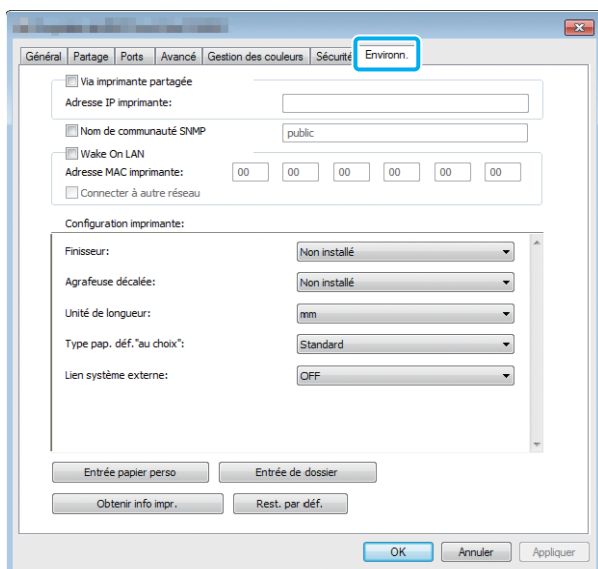 Général Partage Ports Avancé Gestion des couleurs Sécurité Environn.
Via imprimante partagée
Adresse IP imprimante:
Nom de communauté SNMP public
Wake On LAN
Adresse MAC imprimante: 00 00 00 00 00 00
Connecter à autre réseau
Configuration imprimante:
Finisseur: Non installé
Agrafeuse décalée: Non installé
Unité de longueur: mm
Type pap. déf."au choix": Standard
Lien système externe: OFF
Entrée papier perso Entrée de dossier
Obtenir info impr. Rest. par déf.
OK Annuler Appliquer